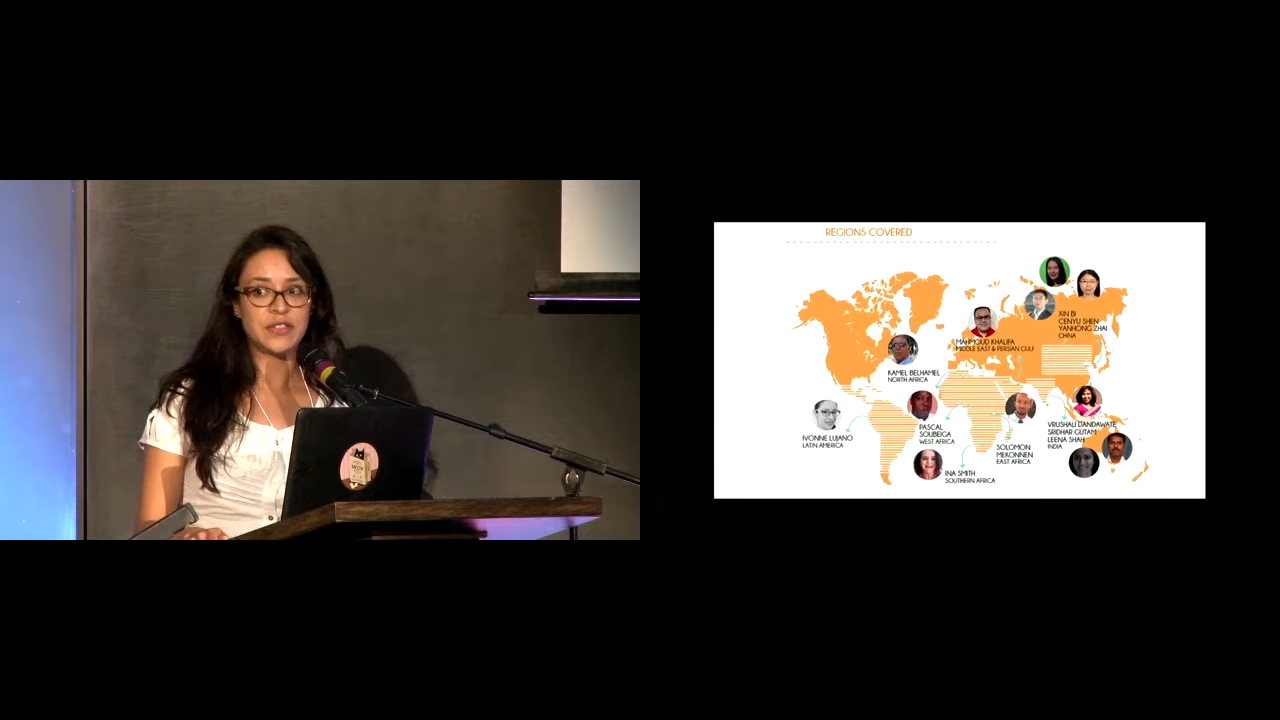 REGIONS COVERED
XIN BI
CENYU SHEN
YANHONG ZHAI
CHINA
MAHMOUD KHALIFA
MIDDLE EAST & PERSIAN GULF
KAMEL BELHAMEL
NORTH AFRICA
IVONNE LUJANO
LATIN AMERICA
PASCAL
SOUBEIGA
WEST AFRICA
SOLOMON
MEKONNEN
EAST AFRICA
VRUSHALI DANDAWATE
SRIDHAR GUTAM
LEENA SHAH
INDIA
INA SMITH
SOUTHERN AFRICA